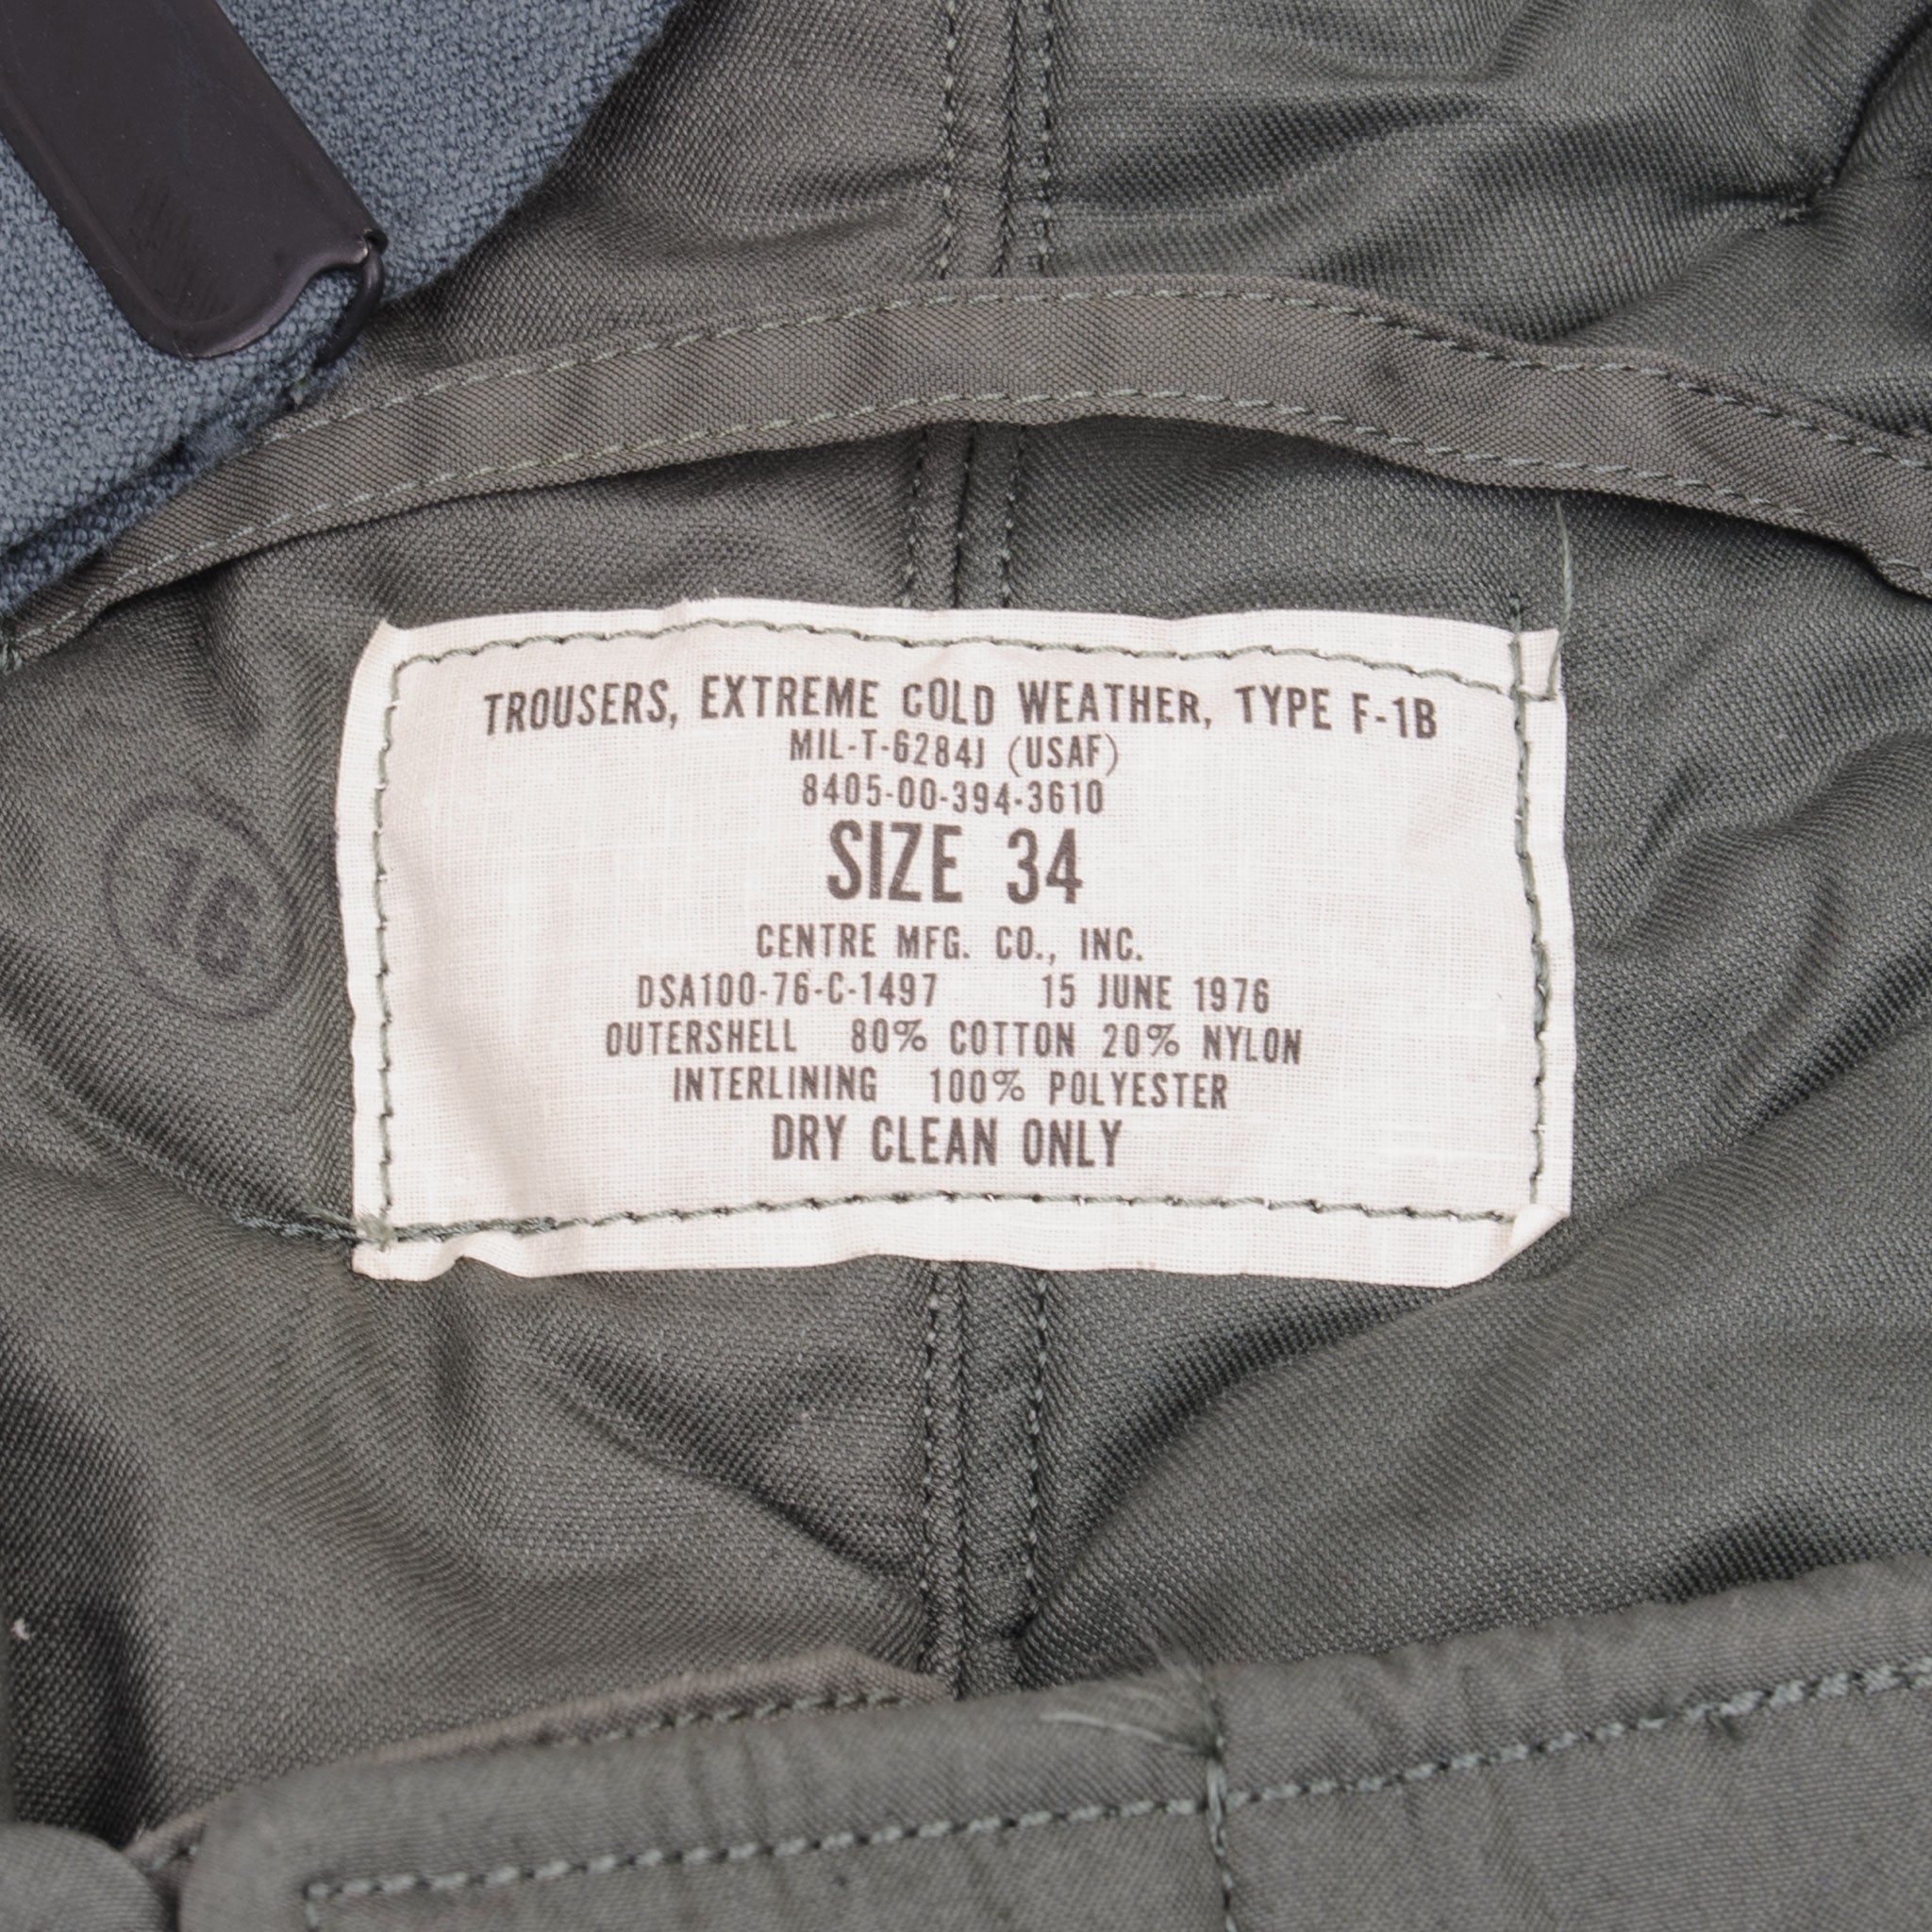 TROUSERS, EXTREME COLD WEATHER, TYPE F-1B
MIL-T-6284J (USAF)
8405-00-394-3610
SIZE 34
CENTRE MFG. CO., INC.
DSA100-76-C-1497 15 JUNE 1976
OUTERSHELL 80% COTTON 20% NYLON
INTERLINING 100% POLYESTER
DRY CLEAN ONLY
16